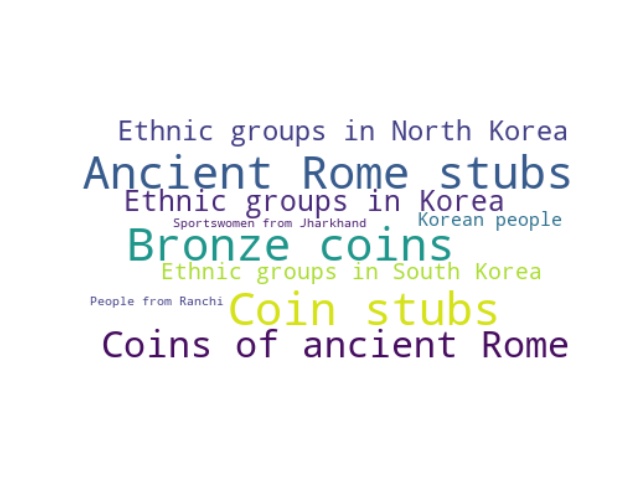 Ethnic groups in North Korea
Ancient Rome stubs
Ethnic groups in Korea
Sportswomen from Jharkhand
Korean people
Bronze coins
Ethnic groups in South Korea
People from Ranchi
Coin stubs
Coins of ancient Rome